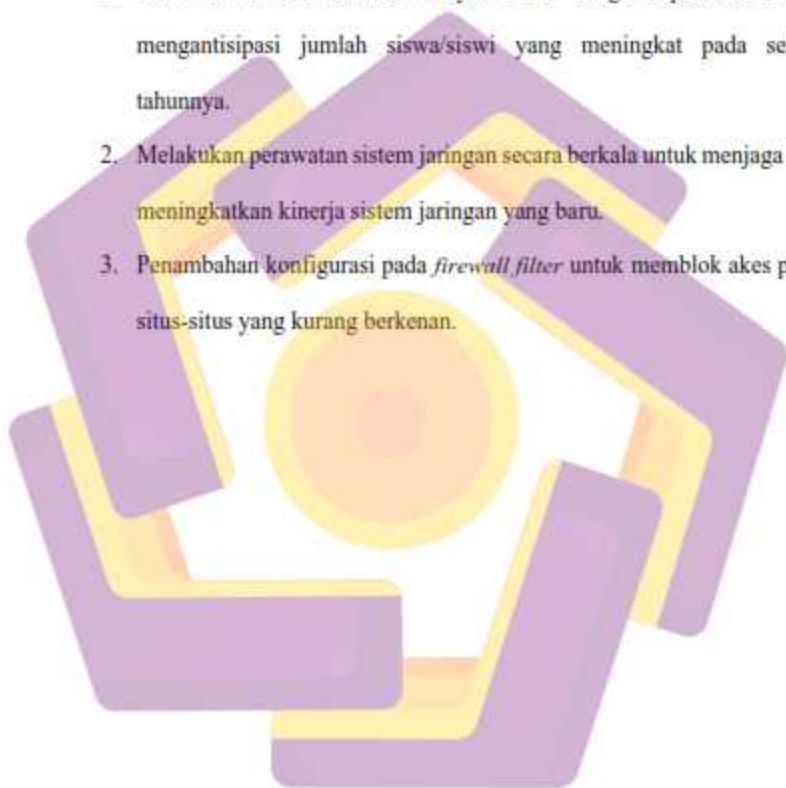 mengantisipasi jumlah siswa/siswi yang meningkat pada
tahunnya.
2. Melakukan perawatan sistem jaringan secara berkala untuk menjaga
meningkatkan kinerja sistem jaringan yang baru.
3. Penambahan konfigurasi pada firewall filter untuk memblok akes
situs-situs yang kurang berkenan.